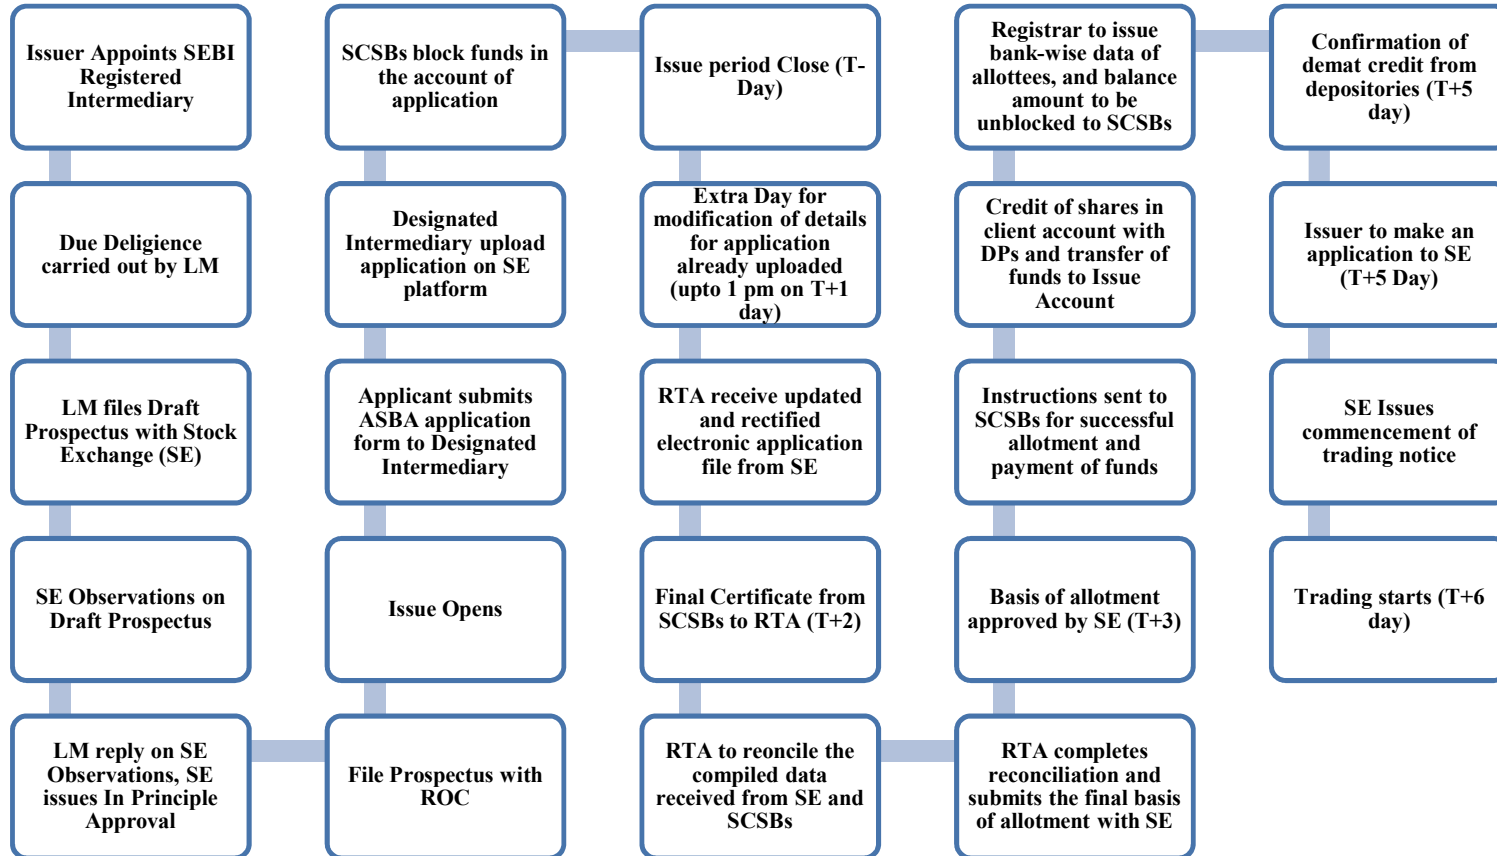 Issuer Appoints SEBI
Registered
Intermediary
Due Deligience
carried out by LM
LM files Draft
Prospectus with Stock
Exchange (SE)
SE Observations on
Draft Prospectus
LM reply on SE
Observations, SE
issues In Principle
Approval
File Prospectus with
ROC
Issue Opens
Applicant submits
ASBA application
form to Designated
Intermediary
Designated
Intermediary upload
application on SE
platform
SCSBs block funds in
the account of
application
Issue period Close (T-
Day)
Extra Day for
modification of details
for application
already uploaded
(upto 1 pm on T+1
day)
RTA receive updated
and rectified
electronic application
file from SE
Final Certificate from
SCSBs to RTA (T+2)
RTA to reconcile the
compiled data
received from SE and
SCSBs
RTA completes
reconciliation and
submits the final basis
of allotment with SE
Basis of allotment
approved by SE (T+3)
Instructions sent to
SCSBs for successful
allotment and
payment of funds
Credit of shares in
client account with
DPs and transfer of
funds to Issue
Account
Registrar to issue
bank-wise data of
allottees, and balance
amount to be
unblocked to SCSBs
Confirmation of
demat credit from
depositories (T+5
day)
Issuer to make an
application to SE
(T+5 Day)
SE Issues
commencement of
trading notice
Trading starts (T+6
day)